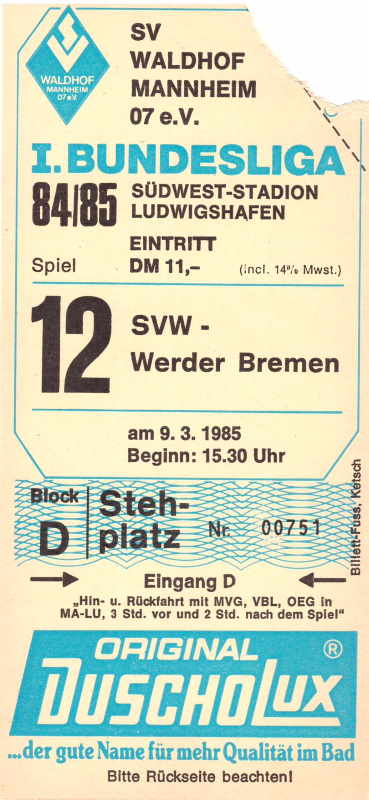 WALDHOF
MANNHEIM
07 e.V.
SV
WALDHOF
MANNHEIM
07 e.V.
I. BUNDESLIGA
84/85 SÜDWEST-STADION
LUDWIGSHAFEN
EINTRITT
Spiel DM 11,– (incl. 14% Mwst.)
12 SVW -
Werder Bremen
am 9. 3. 1985
Beginn: 15.30 Uhr
Block D Steh-
platz Nr. 00751
Billett-Fuss, Ketsch
Eingang D
„Hin- u. Rückfahrt mit MVG, VBL, OEG in
MA-LU, 3 Std. vor und 2 Std. nach dem Spiel"
ORIGINAL ®
DUSCHOLUX
...der gute Name für mehr Qualität im Bad
Bitte Rückseite beachten!